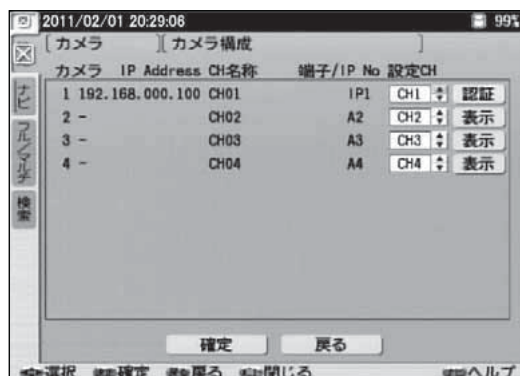 2011/02/01 20:29:06 99%
[カメラ ][カメラ構成 ]
カメラ IP Address CH名称 端子/IP No 設定CH
1 192.168.000.100 CH01 IP1 CH1 認証
2 - CH02 A2 CH2 表示
3 - CH03 A3 CH3 表示
4 - CH04 A4 CH4 表示
ナビ
フル/マルチ
検索
確定 戻る
選択 確定 戻る 閉じる ヘルプ